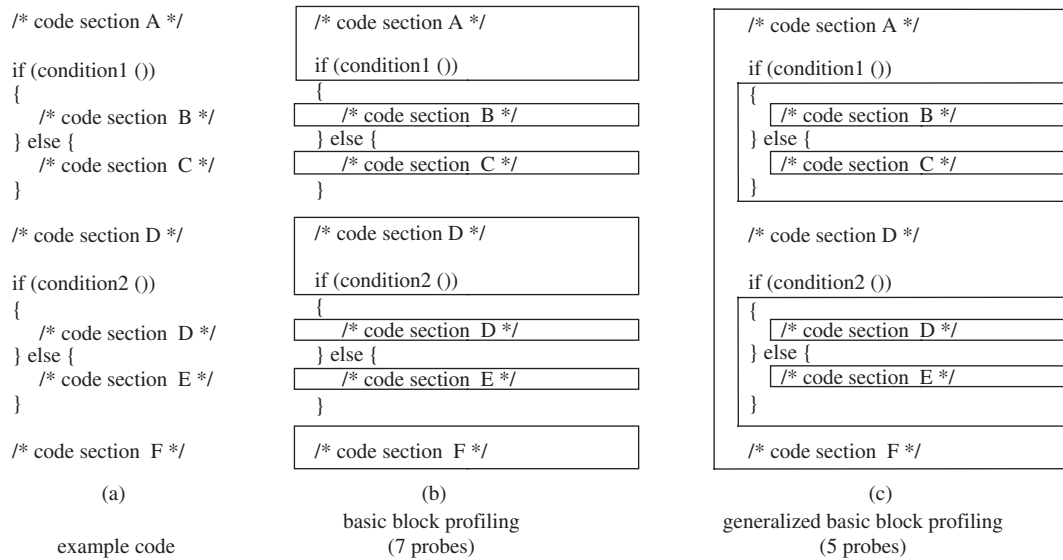 /* code section A */
if (condition1 ())
{
/* code section B */
} else {
/* code section C */
}
/* code section D */
if (condition2 ())
{
/* code section D */
} else {
/* code section E */
}
/* code section F */
(a)
example code
/* code section A */
if (condition1 ())
{
/* code section B */
} else {
/* code section C */
}
/* code section D */
if (condition2 ())
{
/* code section D */
} else {
/* code section E */
}
/* code section F */
(b)
basic block profiling
(7 probes)
/* code section A */
if (condition1 ())
{
/* code section B */
} else {
/* code section C */
}
/* code section D */
if (condition2 ())
{
/* code section D */
} else {
/* code section E */
}
/* code section F */
(c)
generalized basic block profiling
(5 probes)